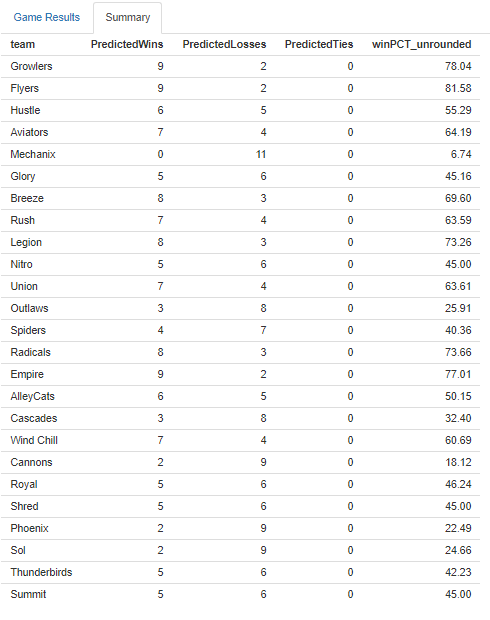 Game Results Summary
team PredictedWins PredictedLosses PredictedTies winPCT_unrounded
Growlers 9 2 0 78.04
Flyers 9 2 0 81.58
Hustle 6 5 0 55.29
Aviators 7 4 0 64.19
Mechanix 0 11 0 6.74
Glory 5 6 0 45.16
Breeze 8 3 0 69.60
Rush 7 4 0 63.59
Legion 8 3 0 73.26
Nitro 5 6 0 45.00
Union 7 4 0 63.61
Outlaws 3 8 0 25.91
Spiders 4 7 0 40.36
Radicals 8 3 0 73.66
Empire 9 2 0 77.01
AlleyCats 6 5 0 50.15
Cascades 3 8 0 32.40
Wind Chill 7 4 0 60.69
Cannons 2 9 0 18.12
Royal 5 6 0 46.24
Shred 5 6 0 45.00
Phoenix 2 9 0 22.49
Sol 2 9 0 24.66
Thunderbirds 5 6 0 42.23
Summit 5 6 0 45.00